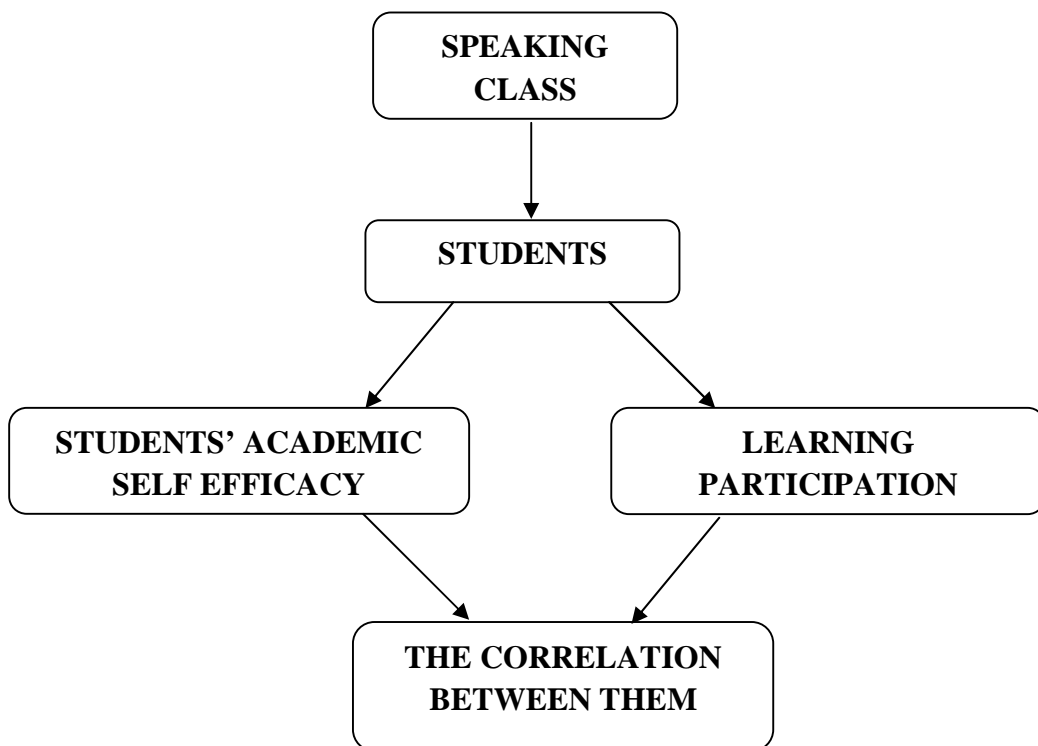 SPEAKING
CLASS
STUDENTS
STUDENTS’ ACADEMIC
SELF EFFICACY
LEARNING
PARTICIPATION
THE CORRELATION
BETWEEN THEM